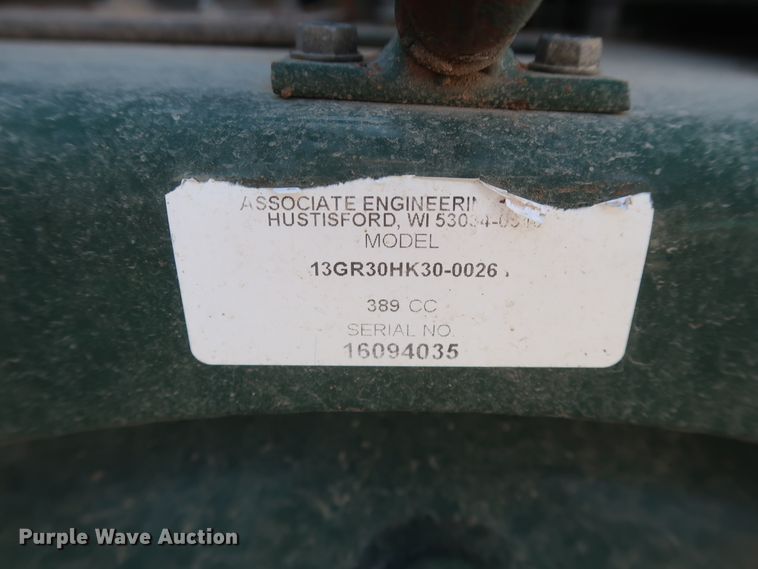 ASSOCIATE ENGINEERIN
HUSTISFORD, WI
MODEL
13GR30HK30-0026
389 CC
SERIAL NO.
16094035
Purple Wave Auction